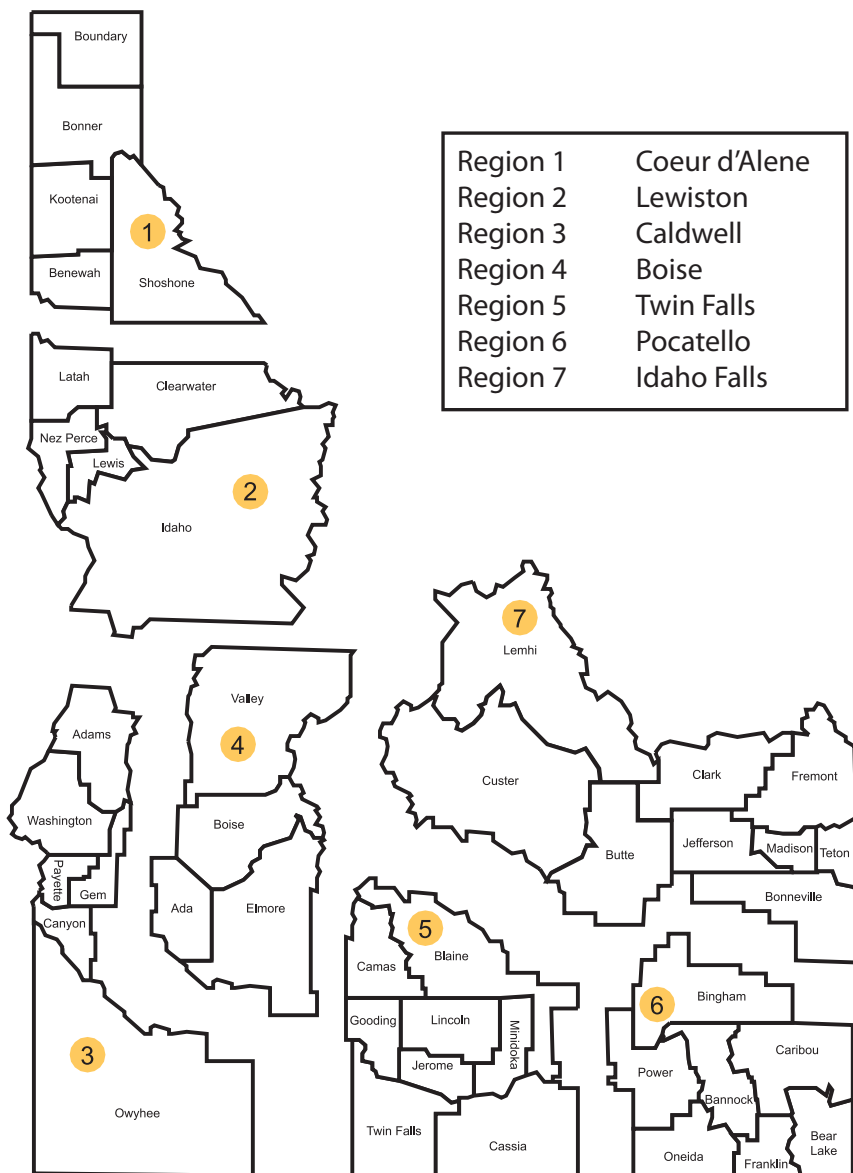 Boundary
Bonner
Kootenai
1
Benewah
Shoshone
Region 1 Coeur d’Alene
Region 2 Lewiston
Region 3 Caldwell
Region 4 Boise
Region 5 Twin Falls
Region 6 Pocatello
Region 7 Idaho Falls
Latah
Clearwater
Nez Perce
Lewis
2
Idaho
7
Lemhi
Valley
4
Adams
Custer
Clark
Fremont
Washington
Boise
Butte
Jefferson
Madison
Teton
Payette
Gem
Ada
Elmore
Bonneville
Canyon
5
Blaine
Camas
6
Bingham
Gooding
Lincoln
Minidoka
3
Jerome
Power
Caribou
Bannock
Owyhee
Twin Falls
Cassia
Oneida
Franklin
Bear
Lake